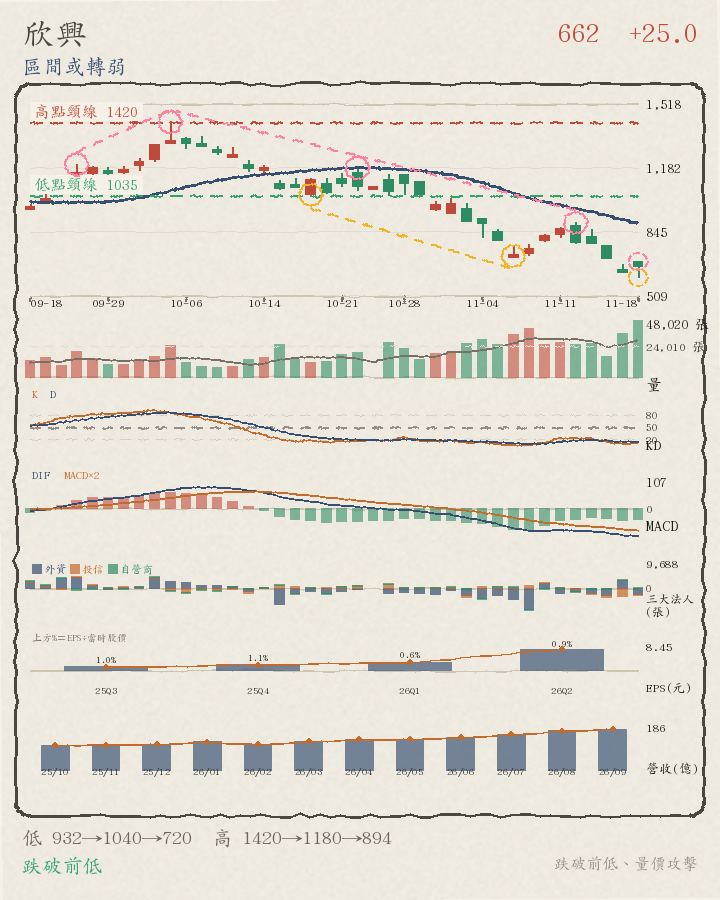 欣興
662 +25.0
區間或轉弱
高點頸線 1420
低點頸線 1035
1,518
1,182
845
509
09-18 09-29 10-06 10-14 10-21 10-28 11-04 11-11 11-18
48,020 張
24,010 張
量
K D
80
50
20
KD
DIF MACD×2
107
0
MACD
外資 投信 自營商
9,688
0
三大法人
(張)
上方%=EPS÷當時股價
8.45
1.0% 1.1% 0.6% 0.9%
25Q3 25Q4 26Q1 26Q2
EPS(元)
186
25/10 25/11 25/12 26/01 26/02 26/03 26/04 26/05 26/06 26/07 26/08 26/09
營收(億)
低 932→1040→720 高 1420→1180→894
跌破前低
跌破前低、量價攻擊